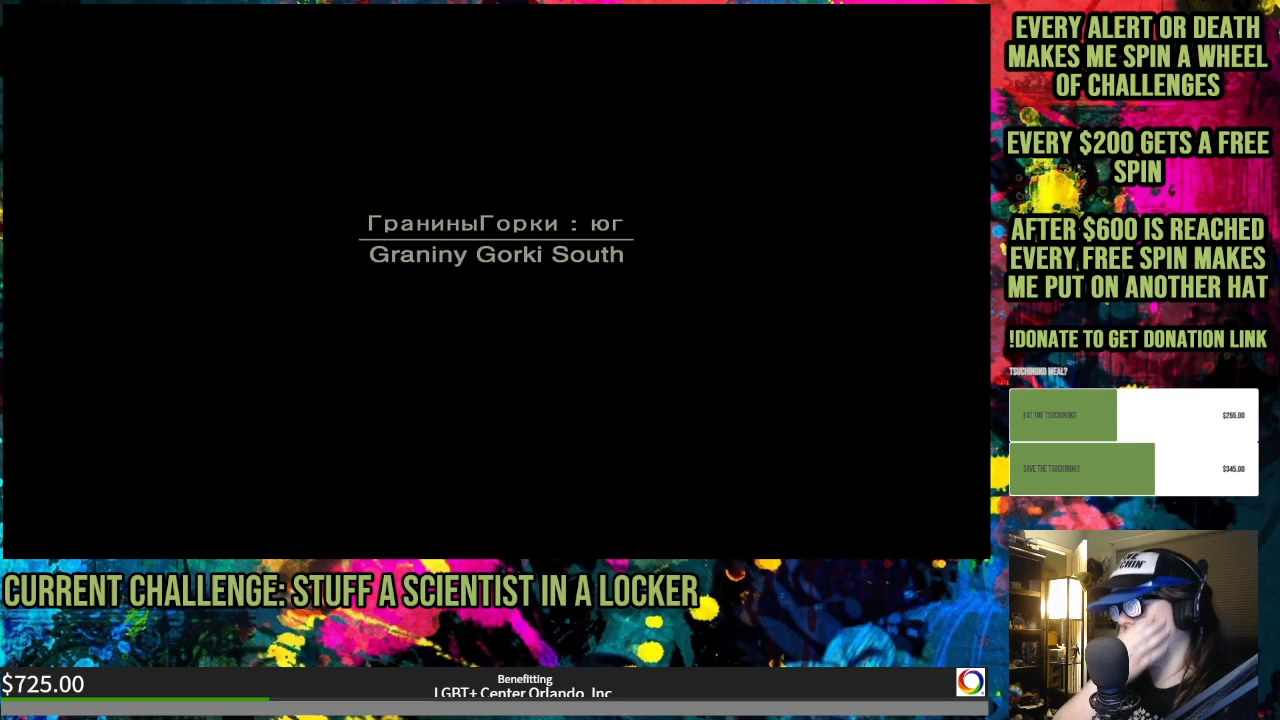 EVERY ALERT OR DEATH
MAKES ME SPIN A WHEEL
OF CHALLENGES
EVERY $200 GETS A FREE
SPIN
AFTER $600 IS REACHED
EVERY FREE SPIN MAKES
ME PUT ON ANOTHER HAT
!DONATE TO GET DONATION LINK
TSUCHINOKO MEAL?
EAT THE TSUCHINOKO $255.00
SAVE THE TSUCHINOKO $345.00
ГраниныГорки : юг
Graniny Gorki South
CURRENT CHALLENGE: STUFF A SCIENTIST IN A LOCKER
$725.00
Benefitting
LGBT+ Center Orlando, Inc